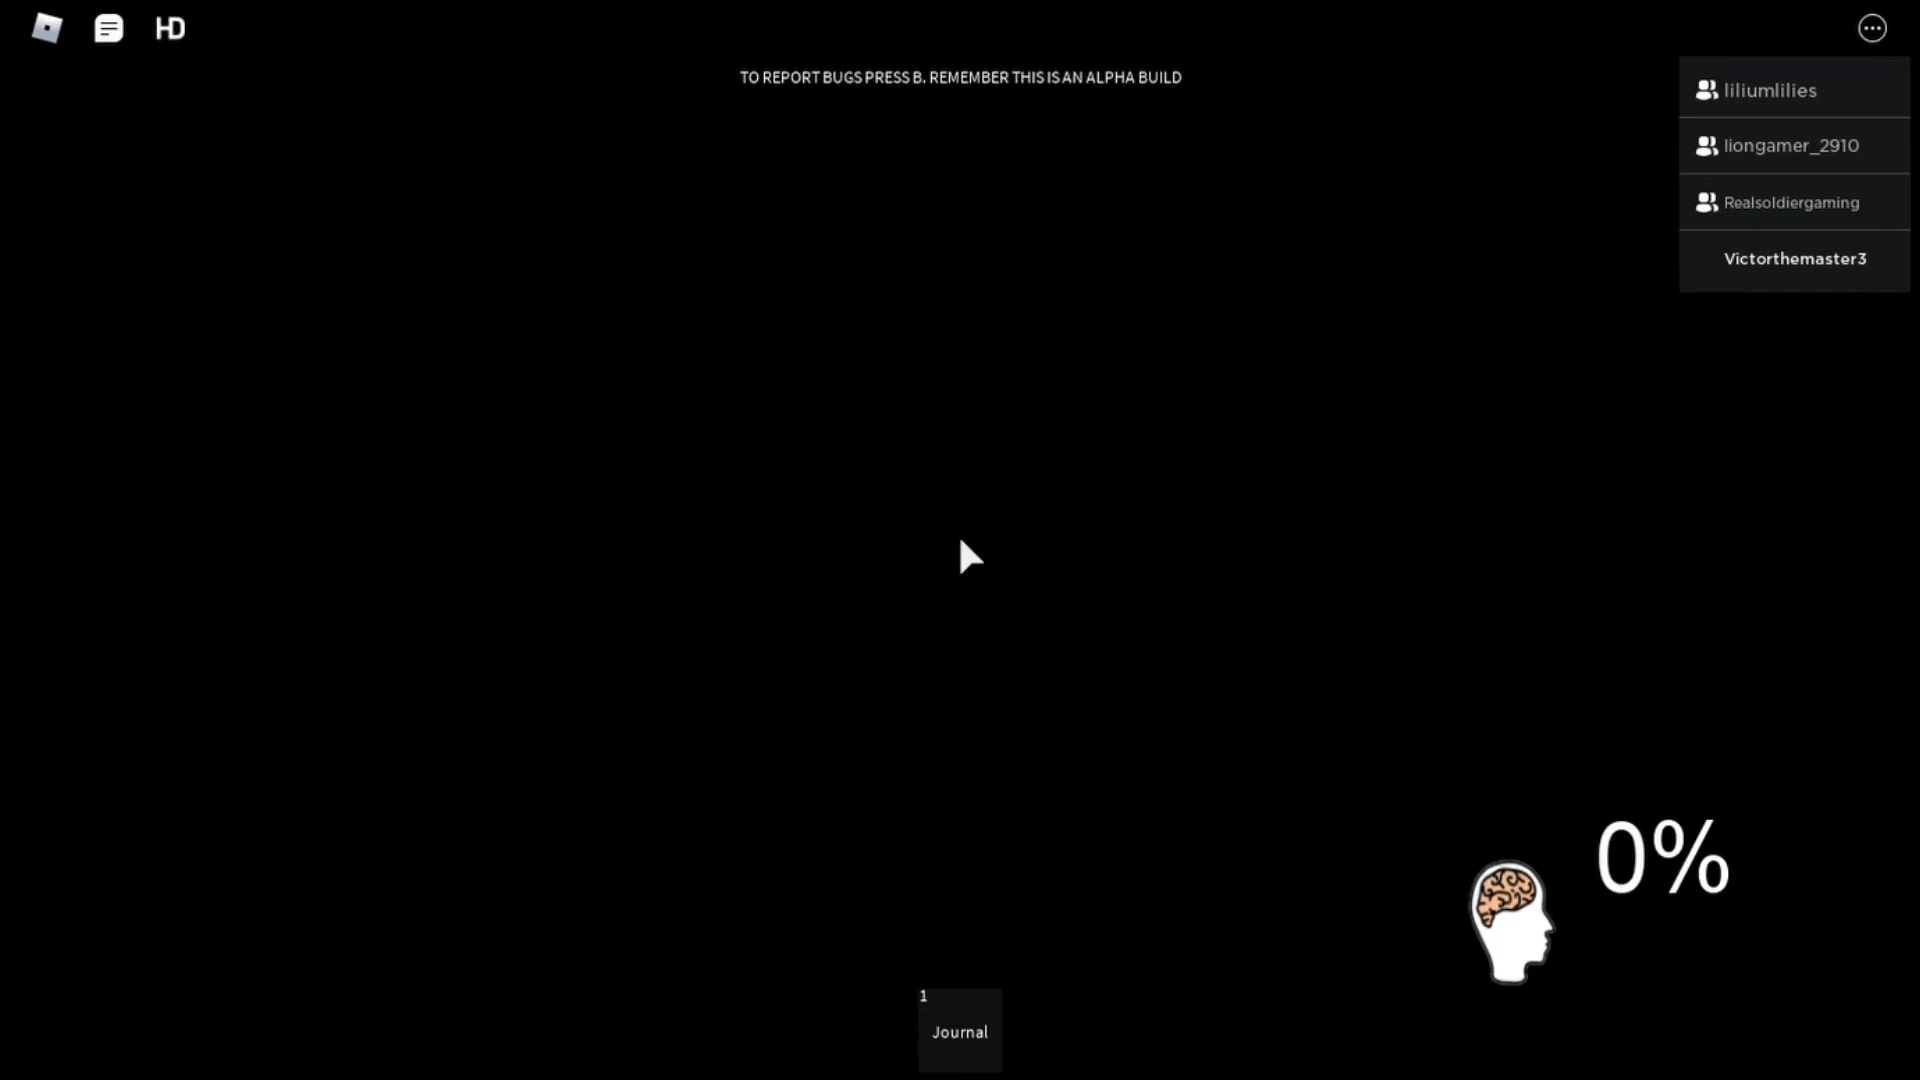 HD
TO REPORT BUGS PRESS B. REMEMBER THIS IS AN ALPHA BUILD
liliumlilies
liongamer_2910
Realsoldiergaming
Victorthemaster3
0%
1
Journal